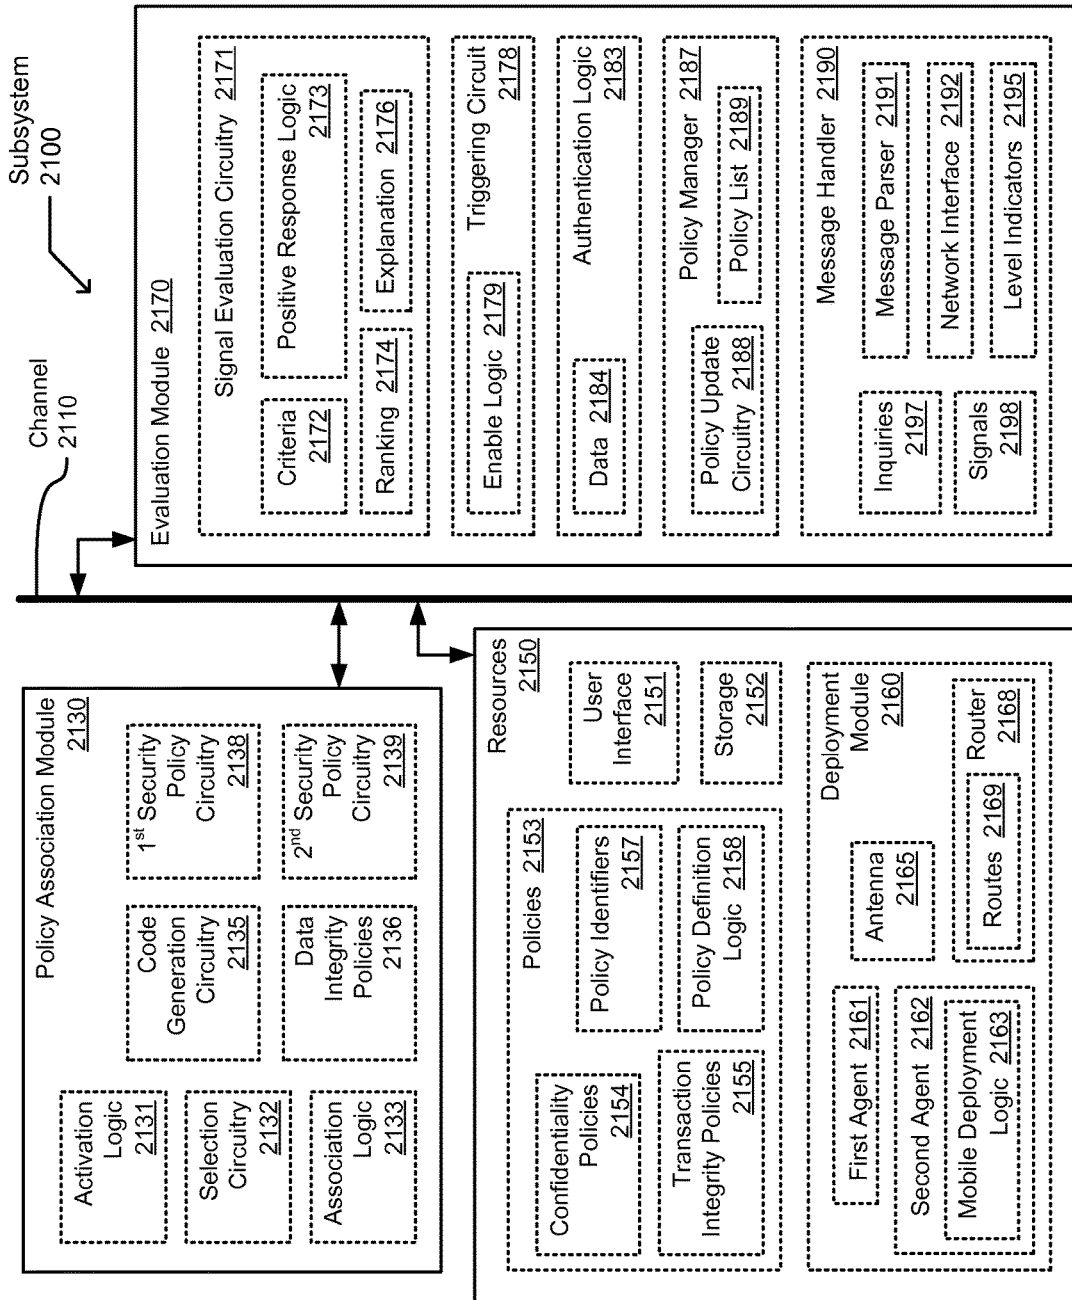 Subsystem
2100
Channel
2110
Policy Association Module
2130
Activation
Logic
2131
Selection
Circuitry
2132
Association
Logic
2133
Code
Generation
Circuitry
2135
Data
Integrity
Policies
2136
1st Security
Policy
Circuitry
2138
2nd Security
Policy
Circuitry
2139
Resources
2150
Policies 2153
Confidentiality
Policies
2154
Transaction
Integrity Policies
2155
Policy Identifiers
2157
Policy Definition
Logic 2158
User
Interface
2151
Storage
2152
Deployment
Module
2160
First Agent 2161
Second Agent 2162
Mobile Deployment
Logic 2163
Antenna
2165
Router
2168
Routes 2169
Evaluation Module 2170
Signal Evaluation Circuitry 2171
Criteria
2172
Positive Response Logic
2173
Ranking 2174
Explanation 2176
Triggering Circuit
2178
Enable Logic 2179
Authentication Logic
2183
Data 2184
Policy Manager
2187
Policy Update
Circuitry 2188
Policy List 2189
Message Handler 2190
Message Parser 2191
Network Interface 2192
Level Indicators 2195
Inquiries
2197
Signals
2198